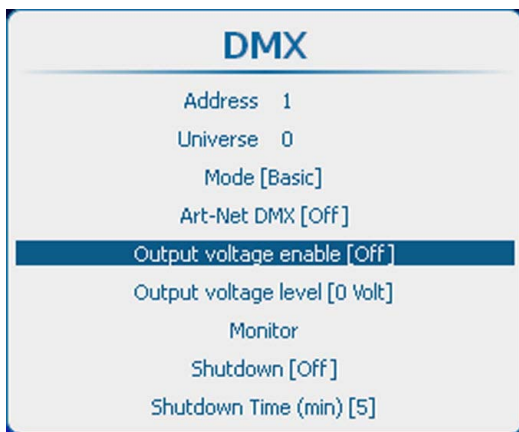 DMX
Address 1
Universe 0
Mode [Basic]
Art-Net DMX [Off]
Output voltage enable [Off]
Output voltage level [0 Volt]
Monitor
Shutdown [Off]
Shutdown Time (min) [5]